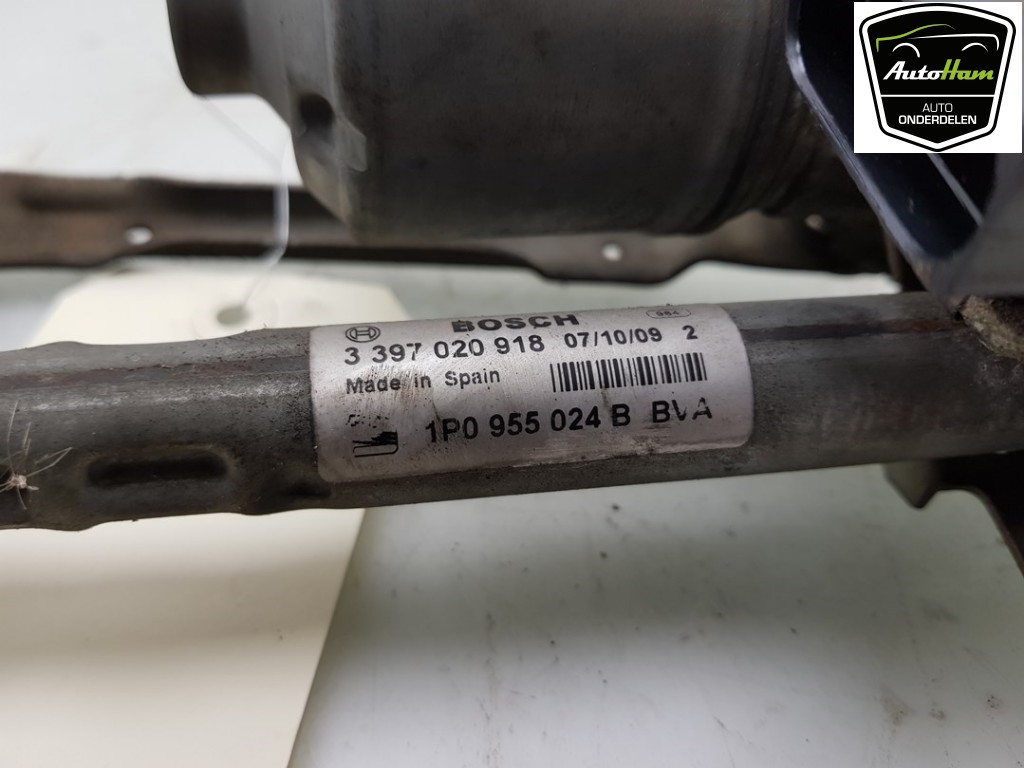 AutoHam
AUTO
ONDERDELEN
BOSCH
984
3 397 020 918 07/10/09 2
Made in Spain
1P0 955 024 B BVA